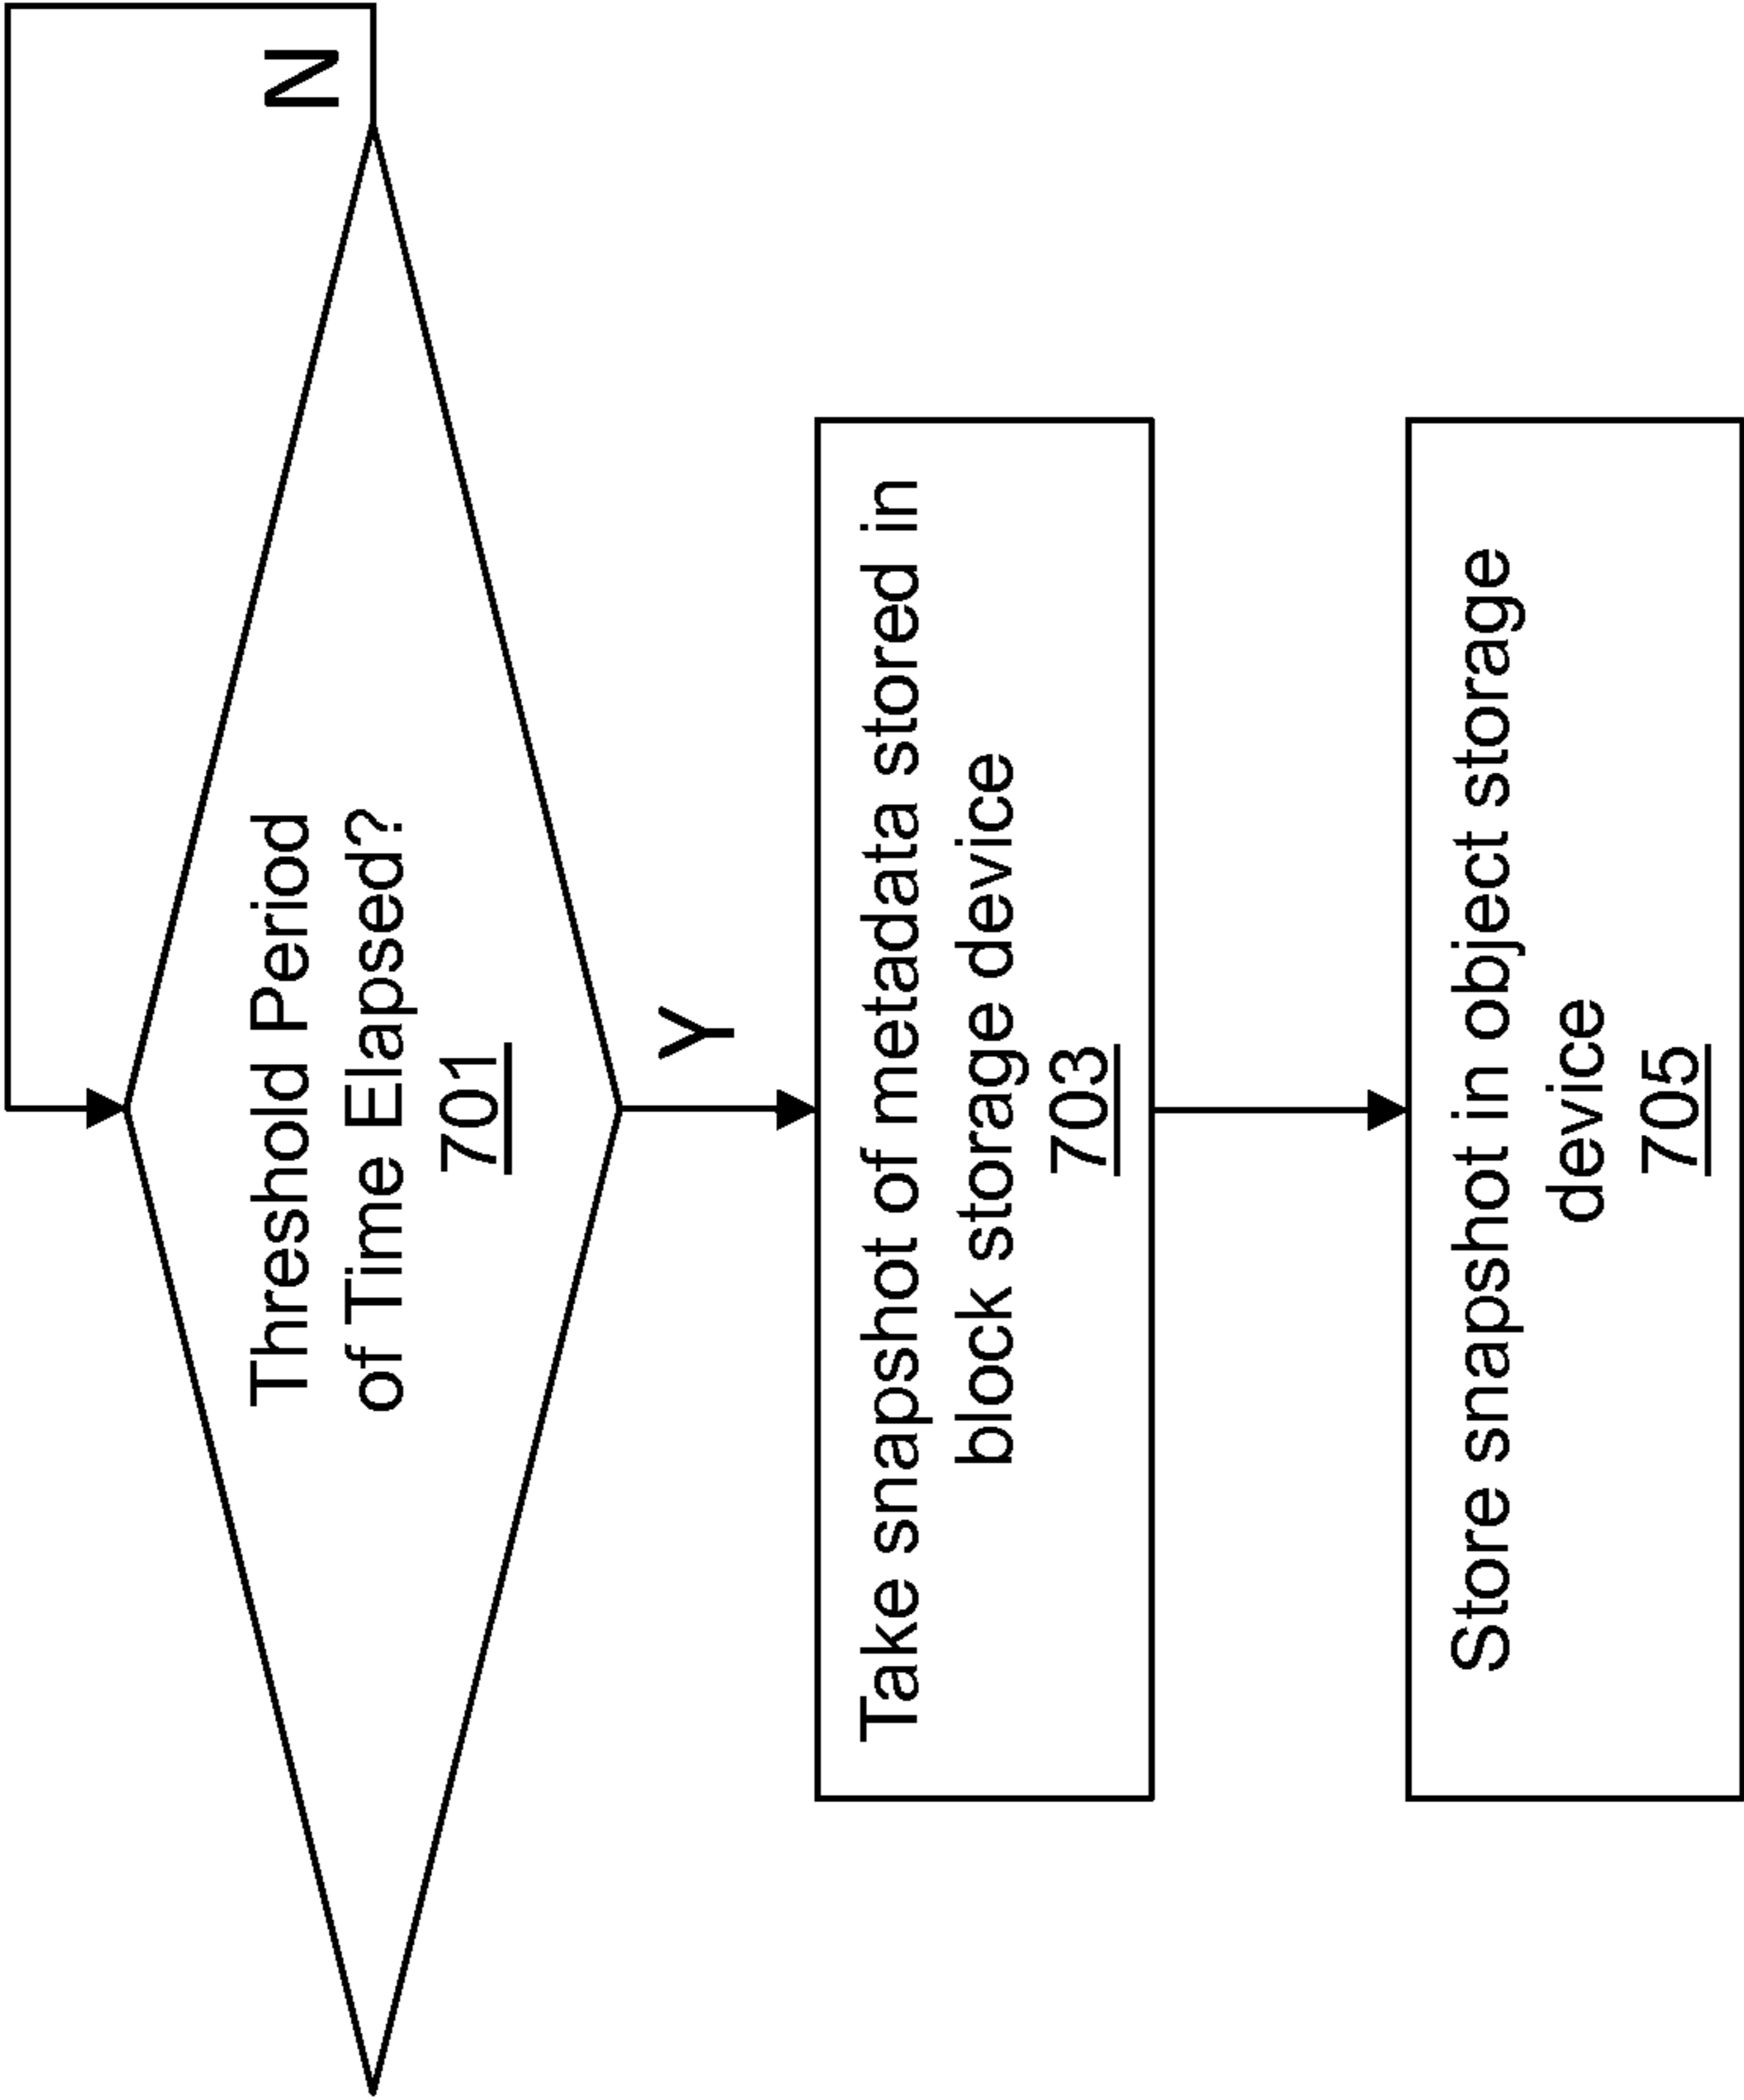 N
Threshold Period
of Time Elapsed?
701
Y
Take snapshot of metadata stored in
block storage device
703
Store snapshot in object storage
device
705